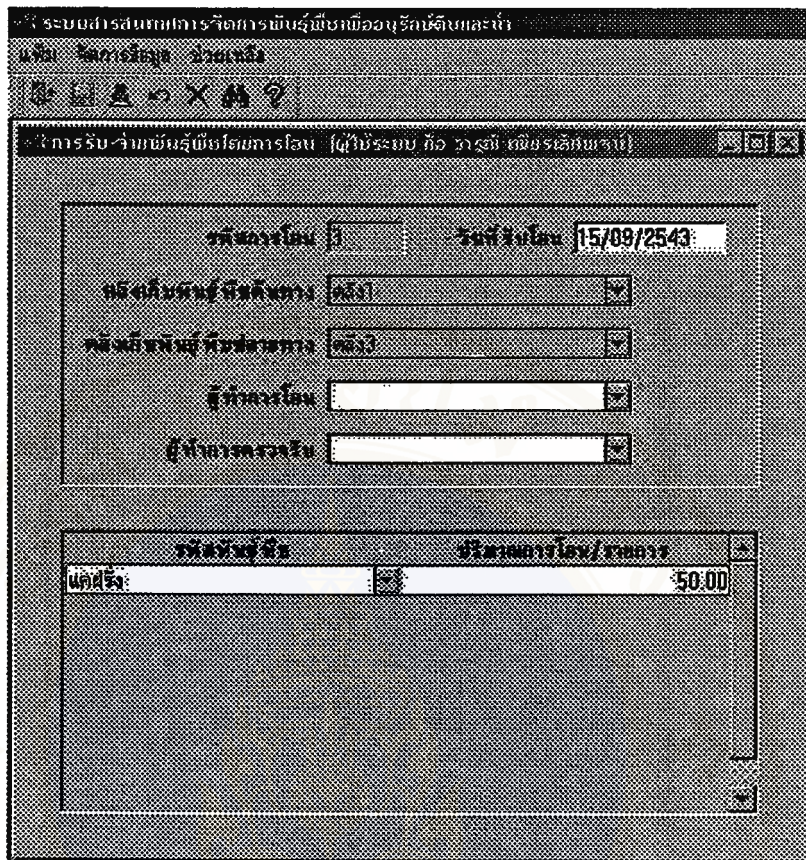 ระบบสารสนเทศการจัดการพันธุ์พืชเพื่ออนุรักษ์ดินและน้ำ
แฟ้ม จัดการข้อมูล ช่วยเหลือ
การรับ-จ่ายพันธุ์พืชโดยการโอน [ผู้ใช้ระบบ คือ
รหัสการโอน 3 วันที่รับโอน 15/09/2543
คลังเก็บพันธุ์พืชต้นทาง คลัง1
คลังเก็บพันธุ์พืชปลายทาง คลัง3
ผู้ทำการโอน
ผู้ทำการตรวจรับ
รหัสพันธุ์พืช ปริมาณการโอน/รายการ
แคฝรั่ง 50.00